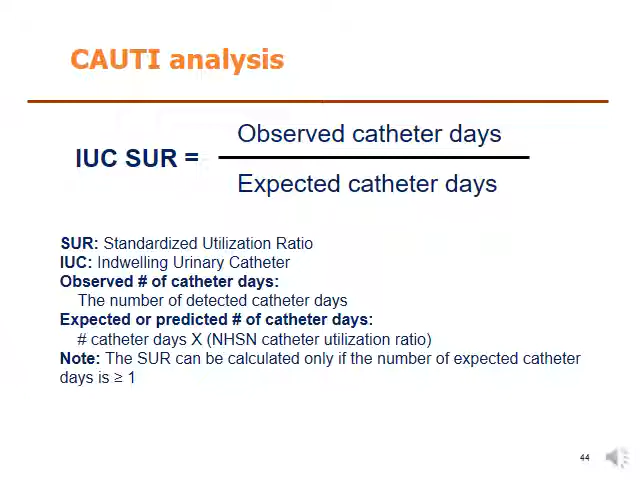 CAUTI analysis
Observed catheter days
IUC SUR =
Expected catheter days
SUR: Standardized Utilization Ratio
IUC: Indwelling Urinary Catheter
Observed # of catheter days:
The number of detected catheter days
Expected or predicted # of catheter days:
# catheter days X (NHSN catheter utilization ratio)
Note: The SUR can be calculated only if the number of expected catheter
days is ≥ 1
44